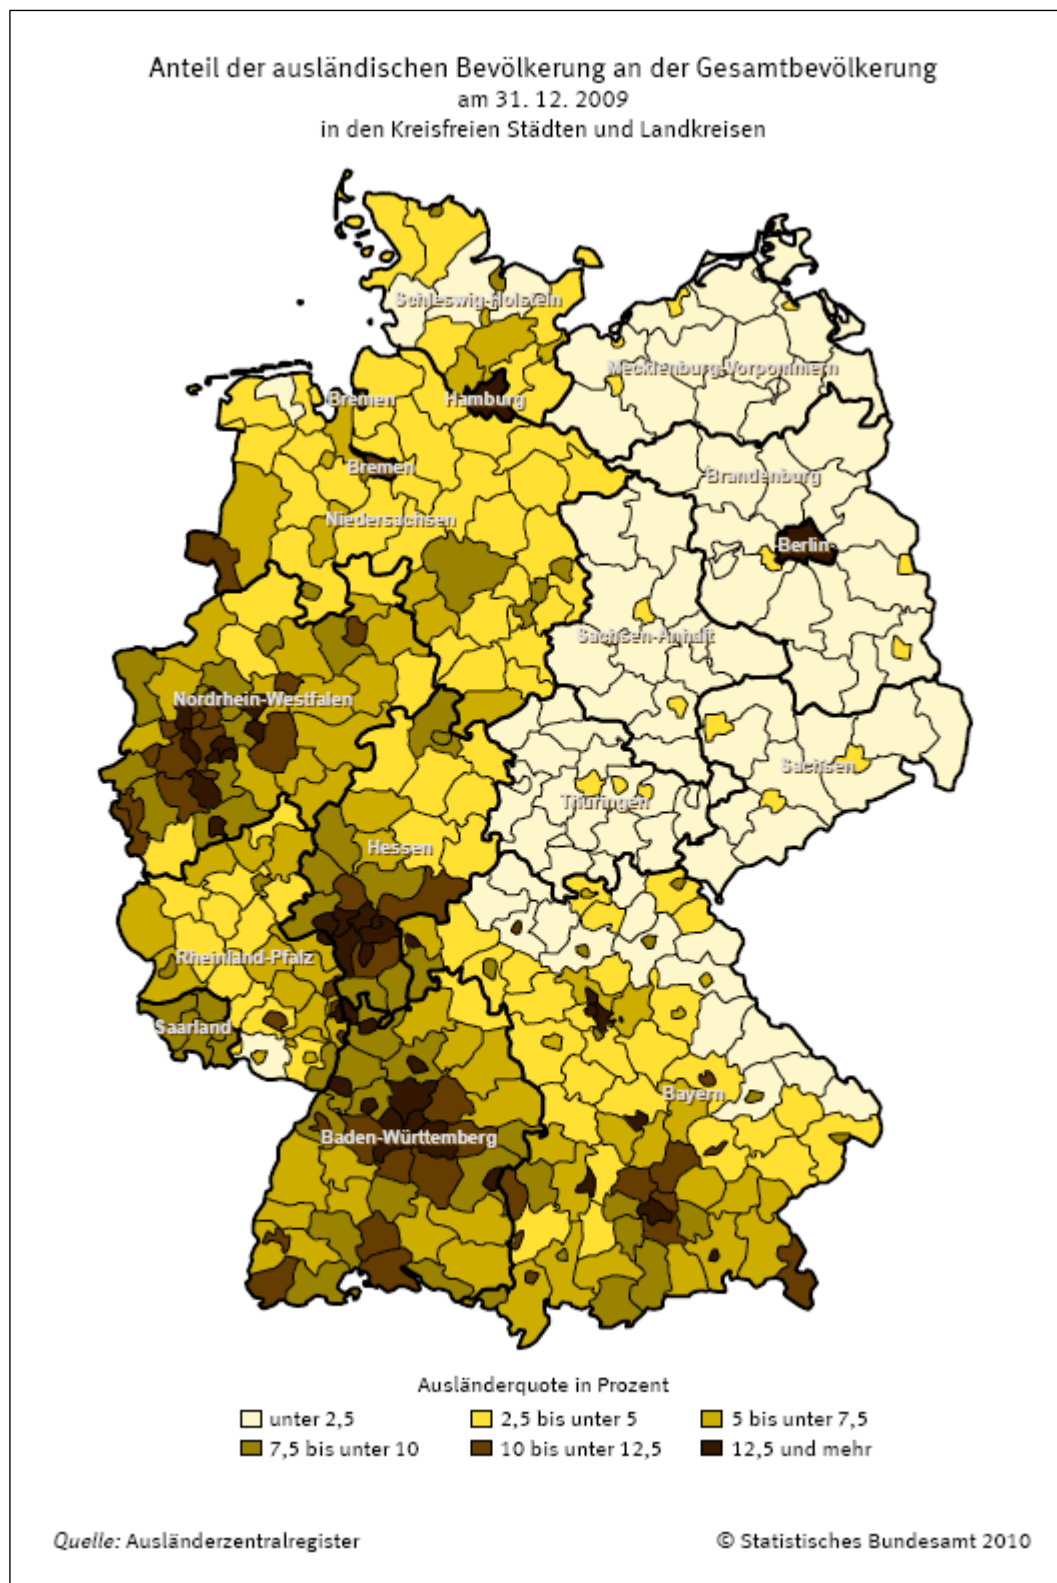 Anteil der ausländischen Bevölkerung an der Gesamtbevölkerung
am 31. 12. 2009
in den Kreisfreien Städten und Landkreisen
Schleswig-Holstein
Mecklenburg-Vorpommern
Bremen
Hamburg
Bremen
Brandenburg
Niedersachsen
Berlin
Sachsen-Anhalt
Nordrhein-Westfalen
Sachsen
Thüringen
Hessen
Rheinland-Pfalz
Saarland
Bayern
Baden-Württemberg
Ausländerquote in Prozent
unter 2,5 2,5 bis unter 5 5 bis unter 7,5
7,5 bis unter 10 10 bis unter 12,5 12,5 und mehr
Quelle: Ausländerzentralregister © Statistisches Bundesamt 2010